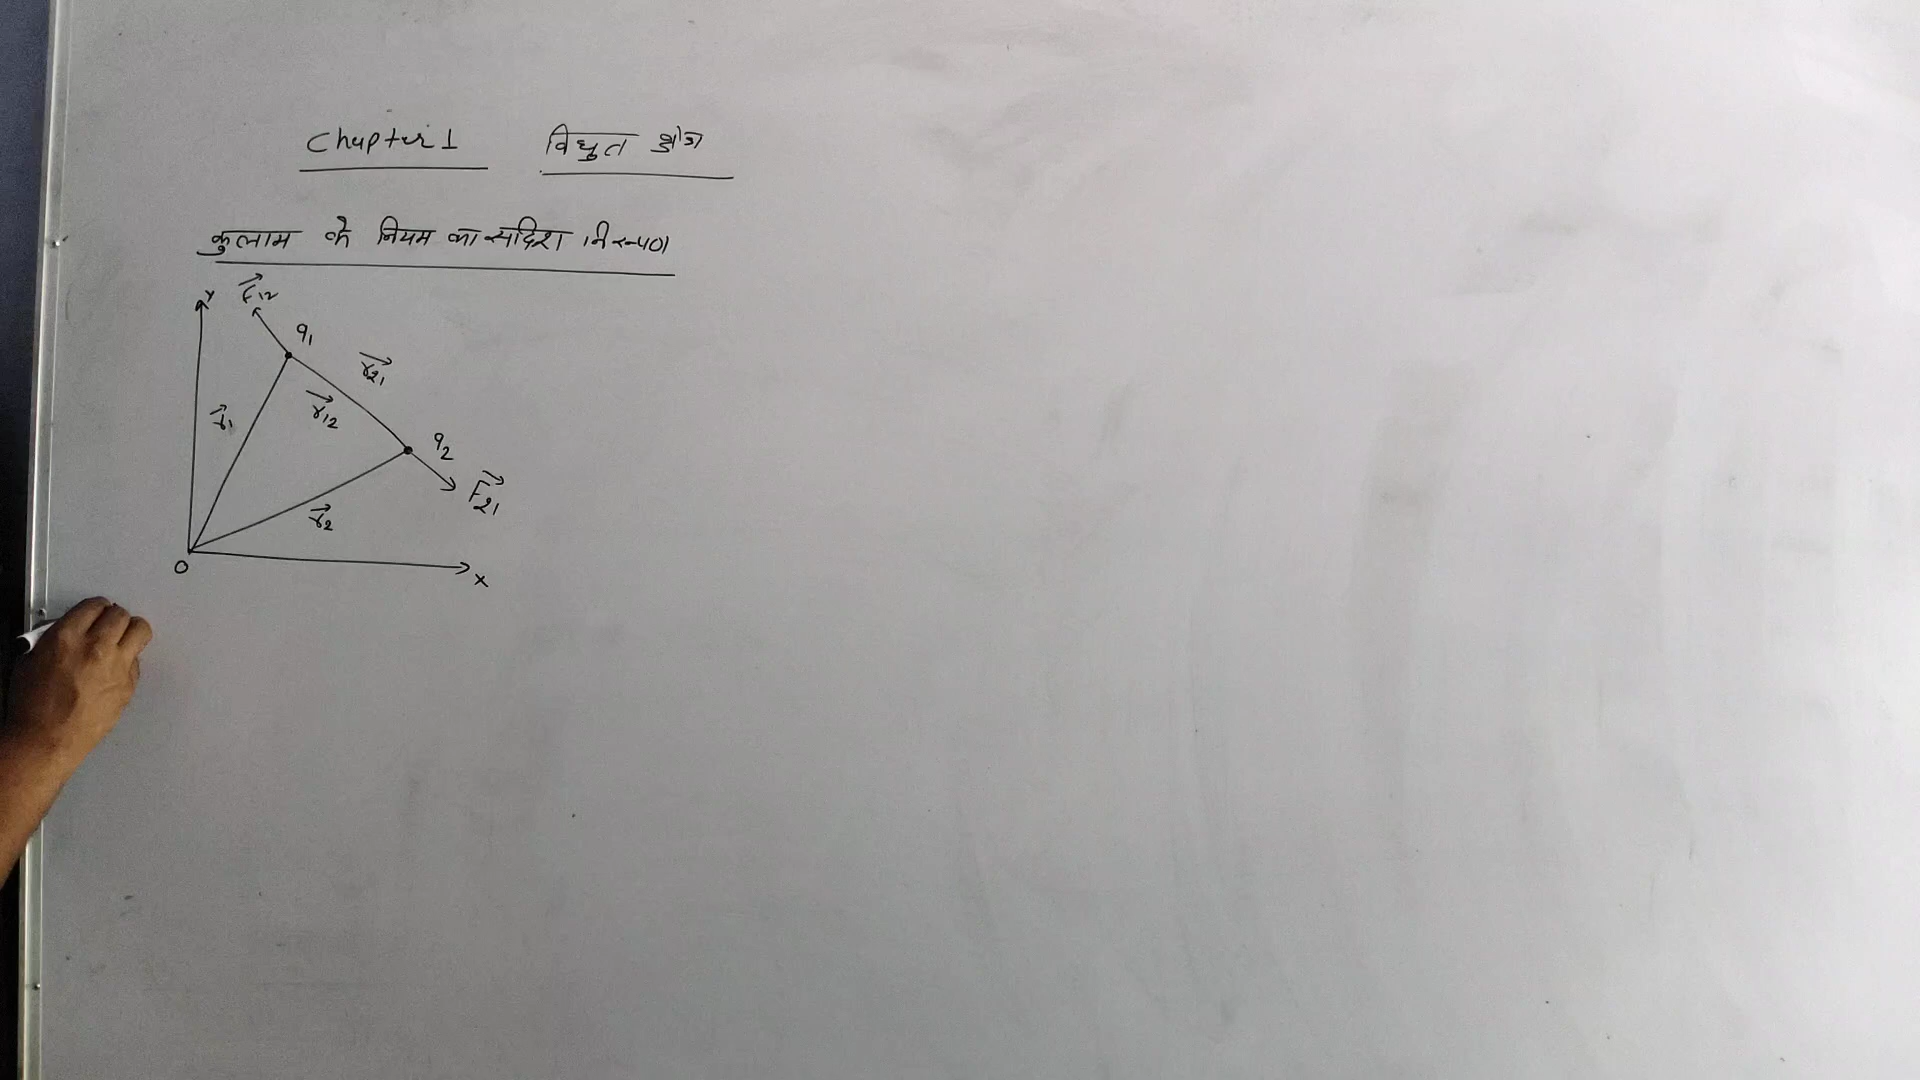 Chapter 1 विधुत क्षेत्र
कुलाम के नियम का सदिश निरूपण
Y
F₁₂
q₁
r₂₁
r₁₂
r₁
q₂
F₂₁
r₂
O
X